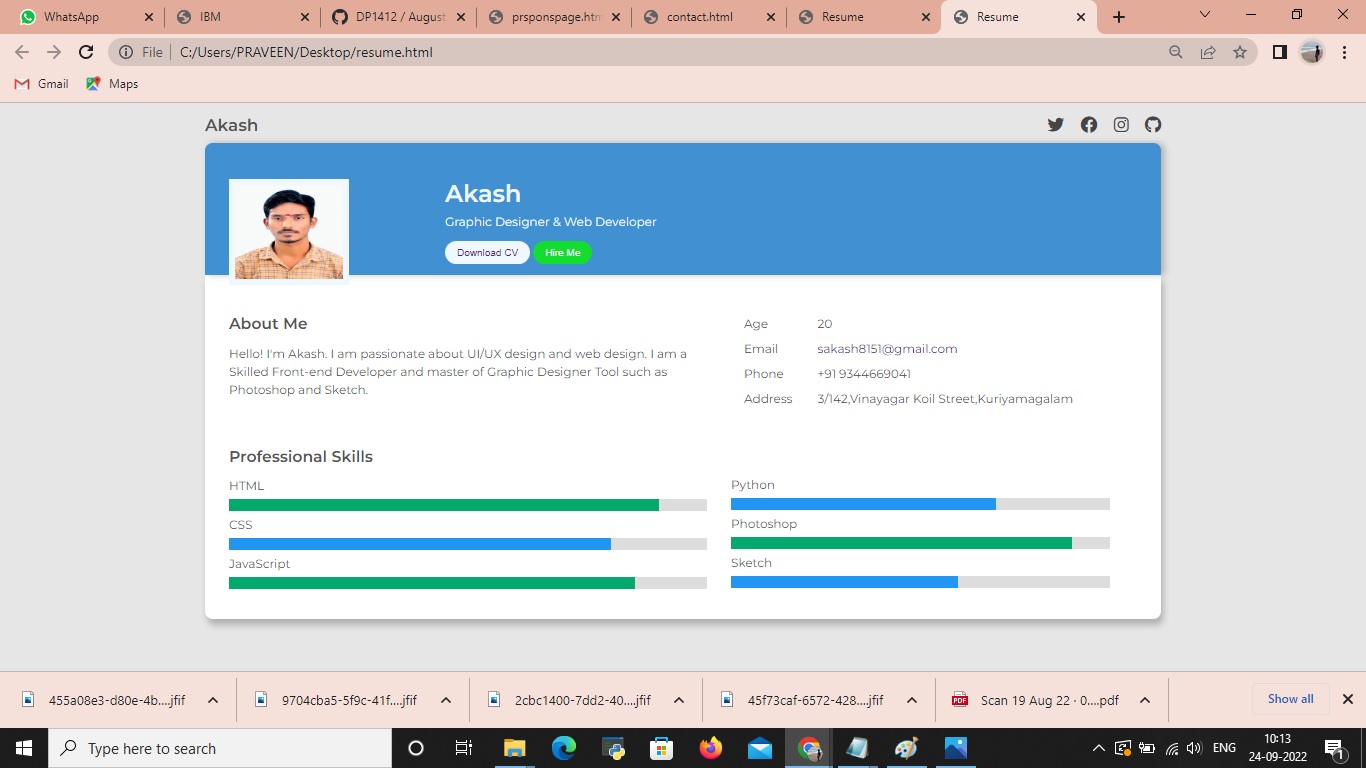 WhatsApp
IBM
DP1412 / August
prsponspage.htm
contact.html
Resume
Resume
File
C:/Users/PRAVEEN/Desktop/resume.html
Gmail
Maps
Akash
Akash
Graphic Designer & Web Developer
Download CV
Hire Me
About Me
Hello! I'm Akash. I am passionate about UI/UX design and web design. I am a
Skilled Front-end Developer and master of Graphic Designer Tool such as
Photoshop and Sketch.
Age 20
Email sakash8151@gmail.com
Phone +91 9344669041
Address 3/142,Vinayagar Koil Street,Kuriyamagalam
Professional Skills
HTML
CSS
JavaScript
Python
Photoshop
Sketch
455a08e3-d80e-4b....jfif
9704cba5-5f9c-41f....jfif
2cbc1400-7dd2-40....jfif
45f73caf-6572-428....jfif
PDF
Scan 19 Aug 22 · 0....pdf
Show all
Type here to search
ENG
10:13
24-09-2022
1